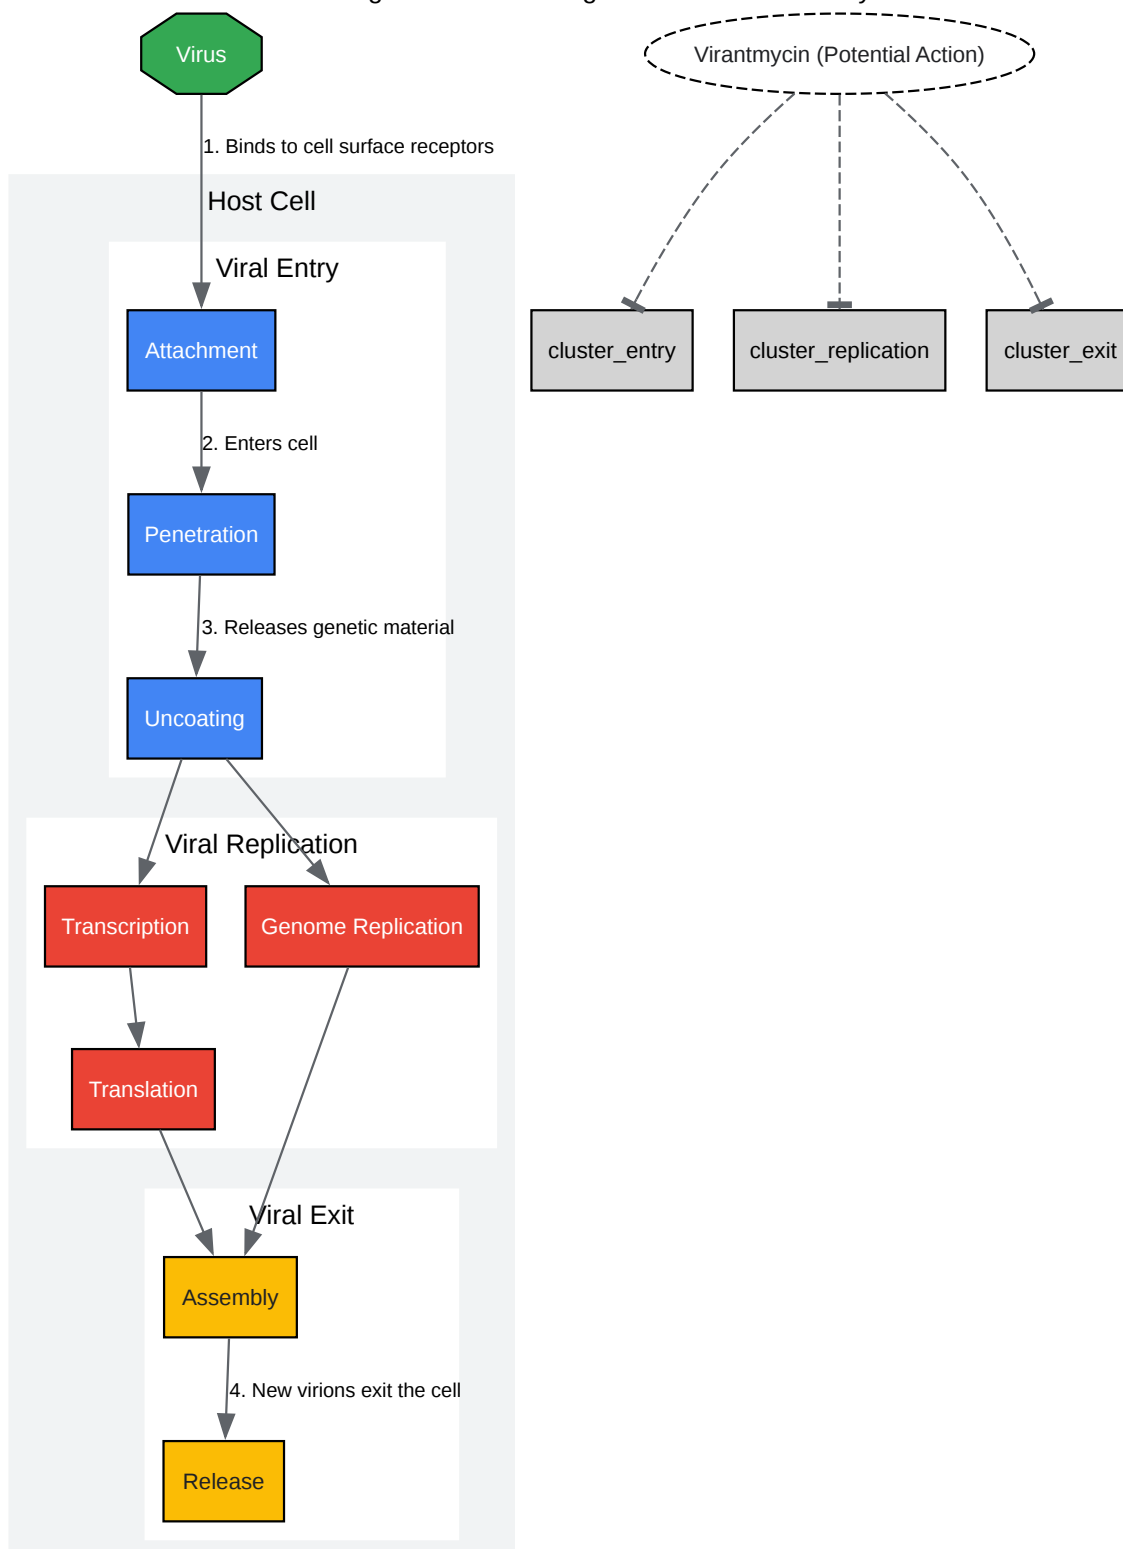 Virus
Virantmycin (Potential Action)
1. Binds to cell surface receptors
Host Cell
Viral Entry
Attachment
cluster_entry
cluster_replication
cluster_exit
2. Enters cell
Penetration
3. Releases genetic material
Uncoating
Viral Replication
Transcription
Genome Replication
Translation
Viral Exit
Assembly
4. New virions exit the cell
Release